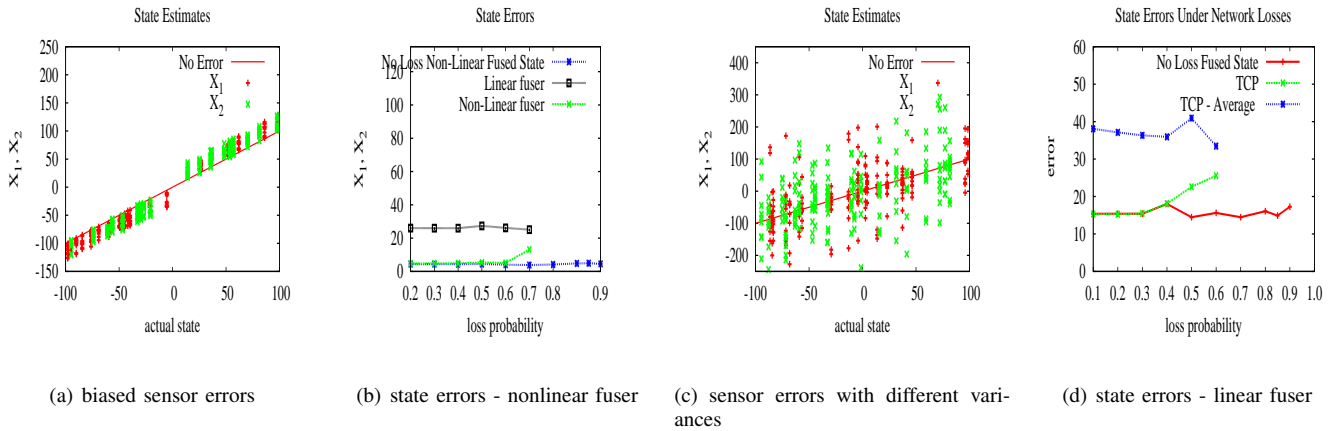 State Estimates
250
200
150
100
50
0
-50
-100
-150
X1, X2
No Error
X1
X2
-100
-50
0
50
100
actual state
(a) biased sensor errors
State Errors
120
100
80
60
40
20
0
X1, X2
No Loss Non-Linear Fused State
Linear fuser
Non-Linear fuser
0.2 0.3 0.4 0.5 0.6 0.7 0.8 0.9
loss probability
(b) state errors - nonlinear fuser
State Estimates
400
300
200
100
0
-100
-200
X1, X2
No Error
X1
X2
-100
-50
0
50
100
actual state
(c) sensor errors with different vari-
ances
State Errors Under Network Losses
60
50
40
30
20
10
0
error
No Loss Fused State
TCP
TCP - Average
0.1 0.2 0.3 0.4 0.5 0.6 0.7 0.8 0.9 1.0
loss probability
(d) state errors - linear fuser